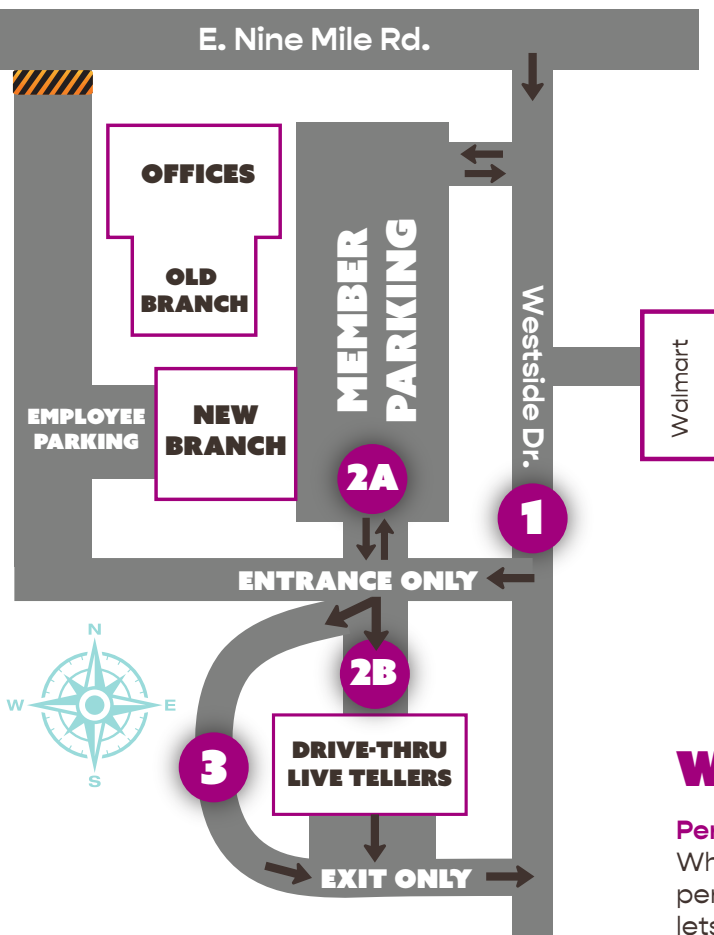 E. Nine Mile Rd.
OFFICES
OLD
BRANCH
MEMBER
PARKING
Westside Dr.
Walmart
EMPLOYEE
PARKING
NEW
BRANCH
2A
1
ENTRANCE ONLY
N
W
E
S
2B
3
DRIVE-THRU
LIVE TELLERS
EXIT ONLY